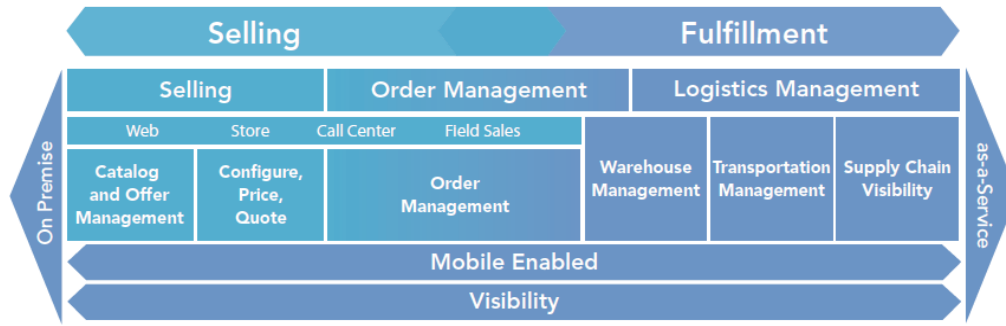 Selling
Fulfillment
Selling
Order Management
Logistics Management
Web
Store
Call Center
Field Sales
Catalog
and Offer
Management
Configure,
Price,
Quote
Order
Management
Warehouse
Management
Transportation
Management
Supply Chain
Visibility
On Premise
as-a-Service
Mobile Enabled
Visibility